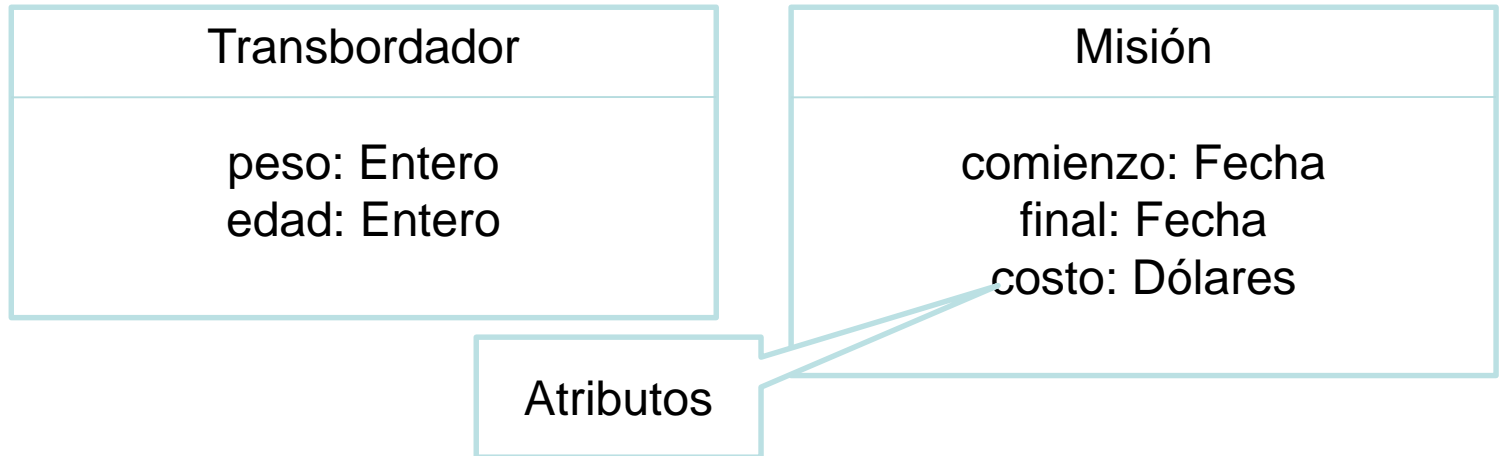 Transbordador
peso: Entero
edad: Entero
Misión
comienzo: Fecha
final: Fecha
costo: Dólares
Atributos